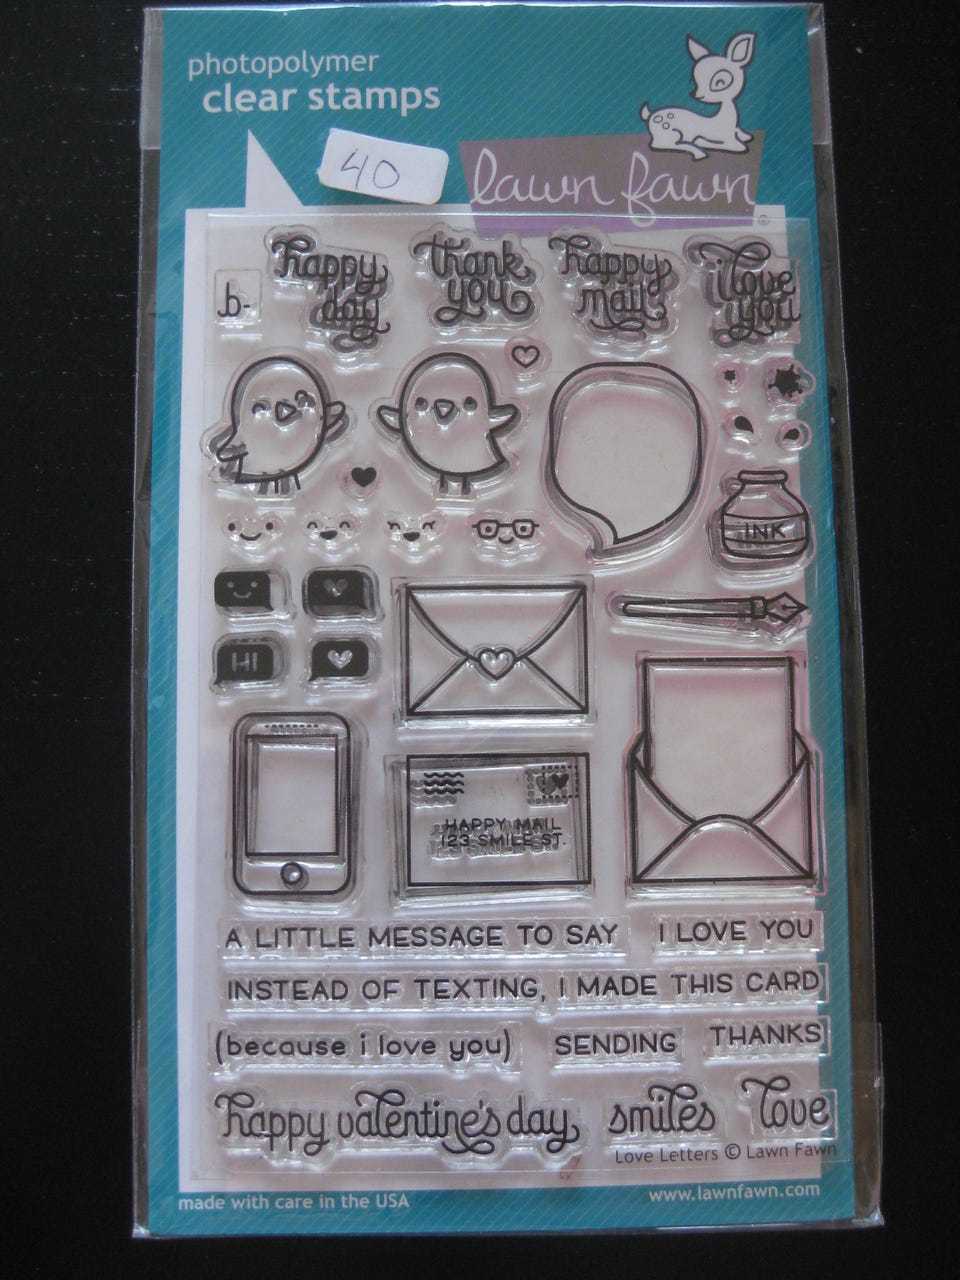 photopolymer
clear stamps
40
lawn fawn
®
happy day
thank you
happy mail
i love you
b-
INK
HI
HAPPY MAIL
123 SMILE ST.
A LITTLE MESSAGE TO SAY
I LOVE YOU
INSTEAD OF TEXTING, I MADE THIS CARD
(because i love you)
SENDING
THANKS
happy valentine's day
smiles
love
Love Letters © Lawn Fawn
made with care in the USA
www.lawnfawn.com